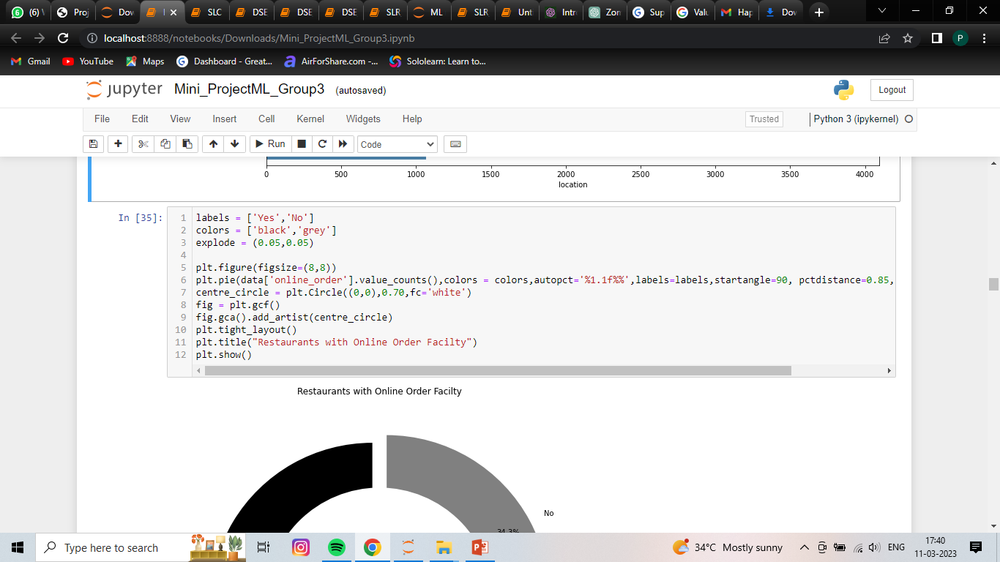 (6)
Proj
Dow
SLC
DSE
DSE
DSE
SLR
ML
SLR
Unt
Intr
Zon
Sup
Valu
Hap
Dov
localhost:8888/notebooks/Downloads/Mini_ProjectML_Group3.ipynb
P
Gmail YouTube Maps Dashboard - Great... AirForShare.com -... Sololearn: Learn to...
jupyter Mini_ProjectML_Group3 (autosaved) Logout
File Edit View Insert Cell Kernel Widgets Help Trusted Python 3 (ipykernel)
Run Code
0 500 1000 1500 2000 2500 3000 3500 4000
location
In [35]:
1 labels = ['Yes','No']
2 colors = ['black','grey']
3 explode = (0.05,0.05)
4
5 plt.figure(figsize=(8,8))
6 plt.pie(data['online_order'].value_counts(),colors = colors,autopct='%1.1f%%',labels=labels,startangle=90, pctdistance=0.85,
7 centre_circle = plt.Circle((0,0),0.70,fc='white')
8 fig = plt.gcf()
9 fig.gca().add_artist(centre_circle)
10 plt.tight_layout()
11 plt.title("Restaurants with Online Order Facilty")
12 plt.show()
Restaurants with Online Order Facilty
No
34.3%
Type here to search
34°C Mostly sunny
ENG
17:40
11-03-2023